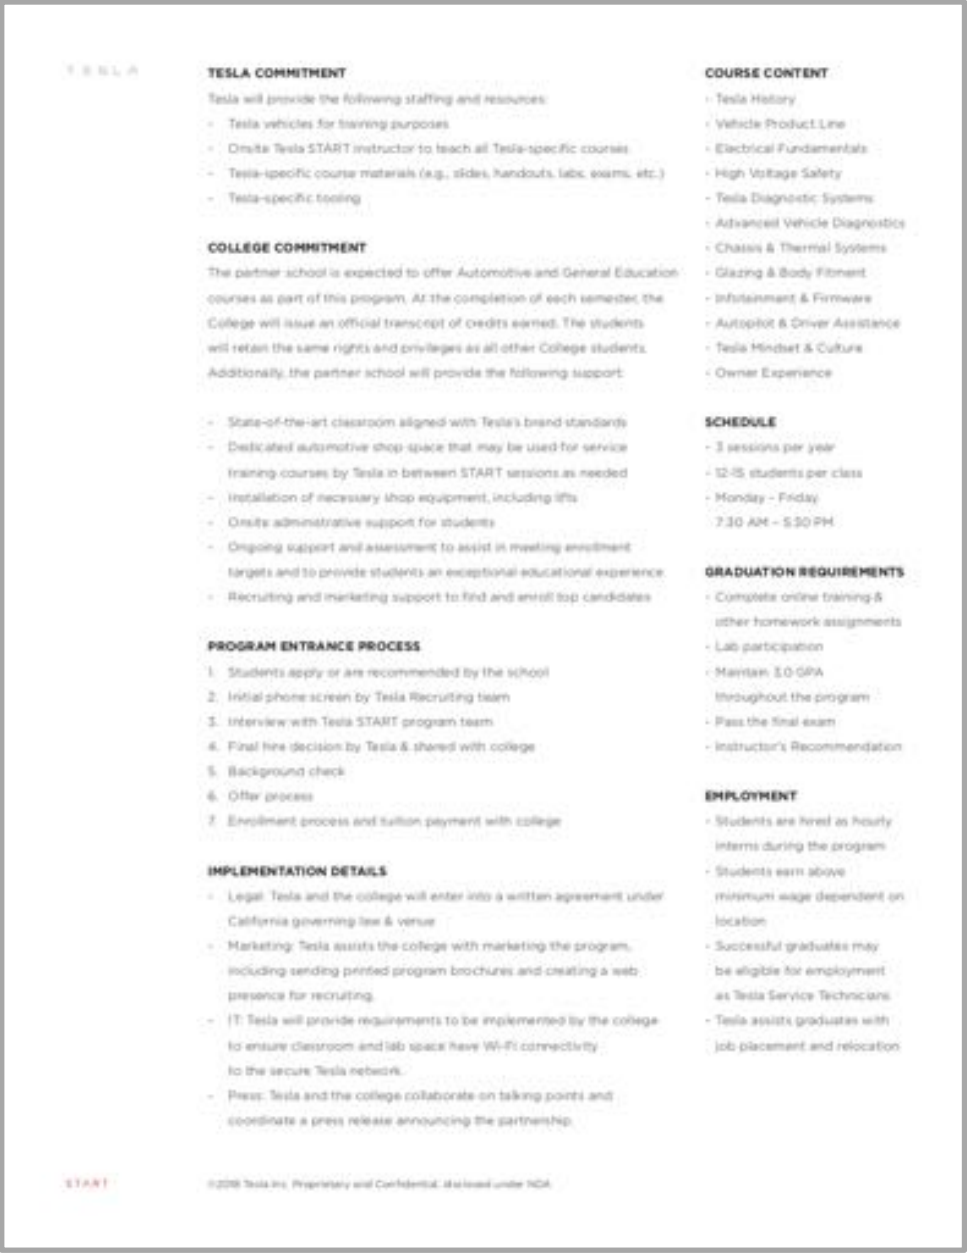 TESLA
TESLA COMMITMENT
Tesla will provide the following staffing and resources:
- Tesla vehicles for training purposes
- Onsite Tesla START instructor to teach all Tesla-specific courses
- Tesla-specific course materials (e.g., slides, handouts, labs, exams, etc.)
- Tesla-specific tooling
COLLEGE COMMITMENT
The partner school is expected to offer Automotive and General Education
courses as part of this program. At the completion of each semester, the
College will issue an official transcript of credits earned. The students
will retain the same rights and privileges as all other College students.
Additionally, the partner school will provide the following support:
- State-of-the-art classroom aligned with Tesla's brand standards
- Dedicated automotive shop space that may be used for service
training courses by Tesla in between START sessions as needed
- Installation of necessary shop equipment, including lifts
- Onsite administrative support for students
- Ongoing support and assessment to assist in meeting enrollment
targets and to provide students an exceptional educational experience
- Recruiting and marketing support to find and enroll top candidates
PROGRAM ENTRANCE PROCESS
1. Students apply or are recommended by the school
2. Initial phone screen by Tesla Recruiting team
3. Interview with Tesla START program team
4. Final hire decision by Tesla & shared with college
5. Background check
6. Offer process
7. Enrollment process and tuition payment with college
IMPLEMENTATION DETAILS
- Legal: Tesla and the college will enter into a written agreement under
California governing law & venue
- Marketing: Tesla assists the college with marketing the program,
including sending printed program brochures and creating a web
presence for recruiting.
- IT: Tesla will provide requirements to be implemented by the college
to ensure classroom and lab space have Wi-Fi connectivity
to the secure Tesla network.
- Press: Tesla and the college collaborate on talking points and
coordinate a press release announcing the partnership.
COURSE CONTENT
- Tesla History
- Vehicle Product Line
- Electrical Fundamentals
- High Voltage Safety
- Tesla Diagnostic Systems
- Advanced Vehicle Diagnostics
- Chassis & Thermal Systems
- Glazing & Body Fitment
- Infotainment & Firmware
- Autopilot & Driver Assistance
- Tesla Mindset & Culture
- Owner Experience
SCHEDULE
- 3 sessions per year
- 12-15 students per class
- Monday - Friday
7:30 AM - 5:30 PM
GRADUATION REQUIREMENTS
- Complete online training &
other homework assignments
- Lab participation
- Maintain 3.0 GPA
throughout the program
- Pass the final exam
- Instructor's Recommendation
EMPLOYMENT
- Students are hired as hourly
interns during the program
- Students earn above
minimum wage dependent on
location
- Successful graduates may
be eligible for employment
as Tesla Service Technicians
- Tesla assists graduates with
job placement and relocation
START
©2018 Tesla Inc. Proprietary and Confidential, disclosed under NDA